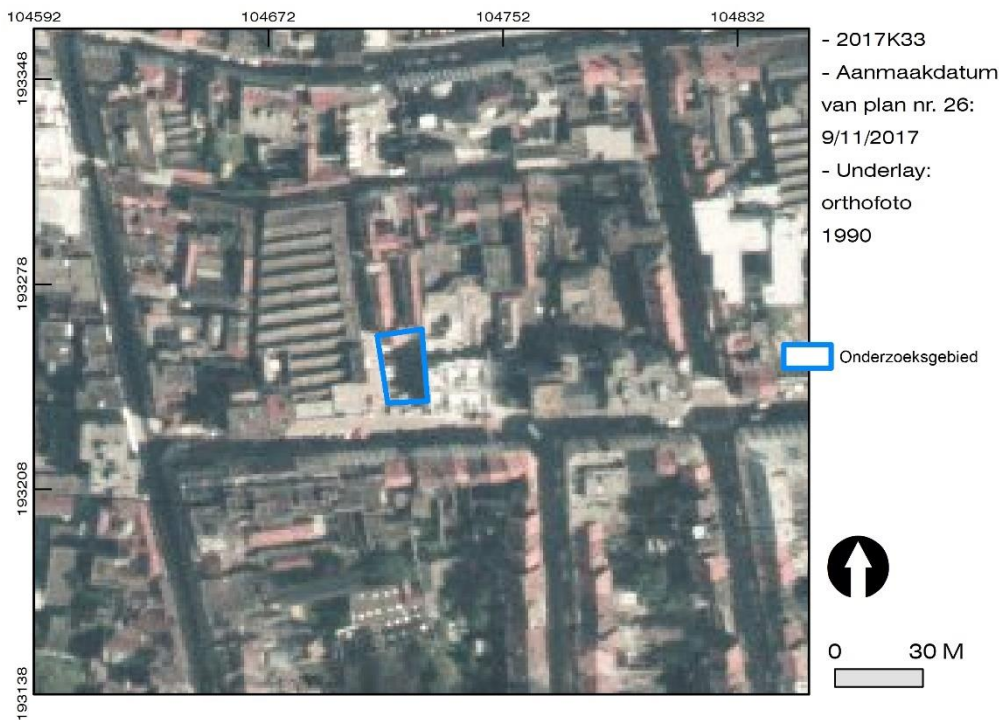 104592
104672
104752
104832
193348
193278
193208
193138
- 2017K33
- Aanmaakdatum
van plan nr. 26:
9/11/2017
- Underlay:
orthofoto
1990
Onderzoeksgebied
0 30 M